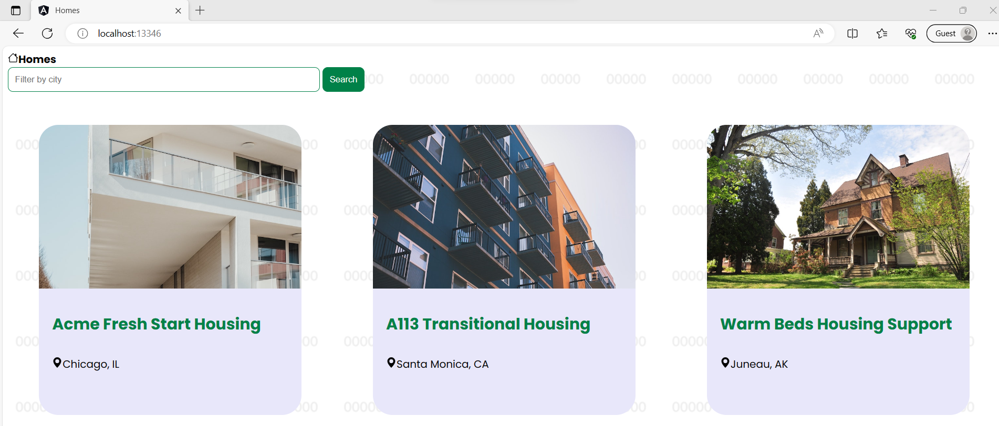 Homes
localhost:13346
Guest
Homes
Filter by city
Search
00 00000 00000 00000 00000 00000 00000 00000 00000 00000
Acme Fresh Start Housing
A113 Transitional Housing
Warm Beds Housing Support
Chicago, IL
Santa Monica, CA
Juneau, AK